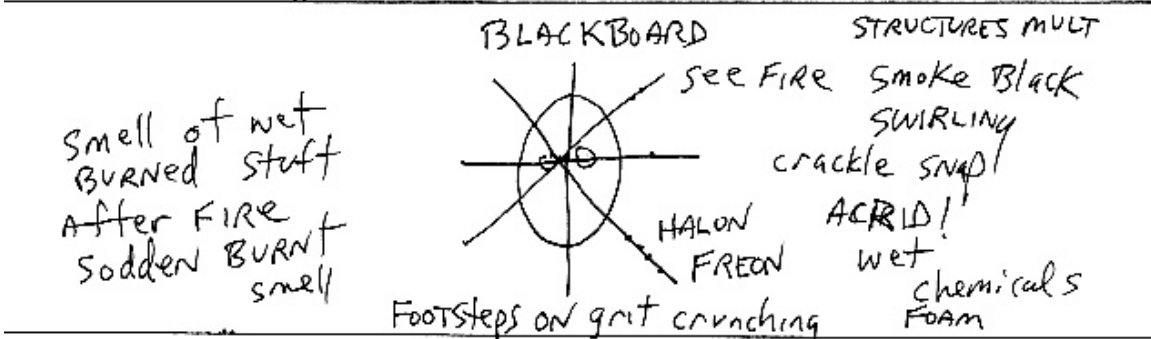 BLACKBOARD
STRUCTURES MULT
See FIRE Smoke Black
SWIRLING
crackle snap!
ACRID!
wet
chemicals
FOAM
HALON
FREON
Smell of wet
BURNed stuff
After FIRE
Sodden BURNT
smell
FOOTSteps ON grit crunching